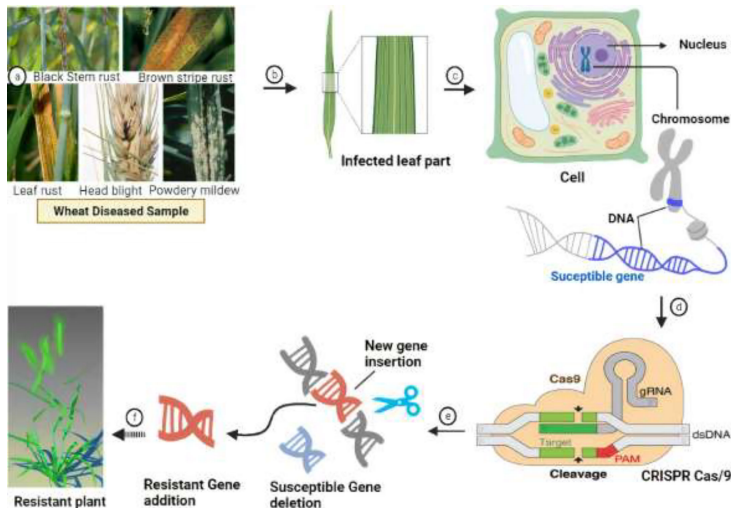 a
Black Stem rust
Brown stripe rust
Leaf rust
Head blight
Powdery mildew
Wheat Diseased Sample
b
Infected leaf part
c
Nucleus
Chromosome
Cell
DNA
Suceptible gene
d
Cas9
gRNA
dsDNA
Target
PAM
Cleavage
CRISPR Cas/9
e
New gene
insertion
Susceptible Gene
deletion
Resistant Gene
addition
f
Resistant plant